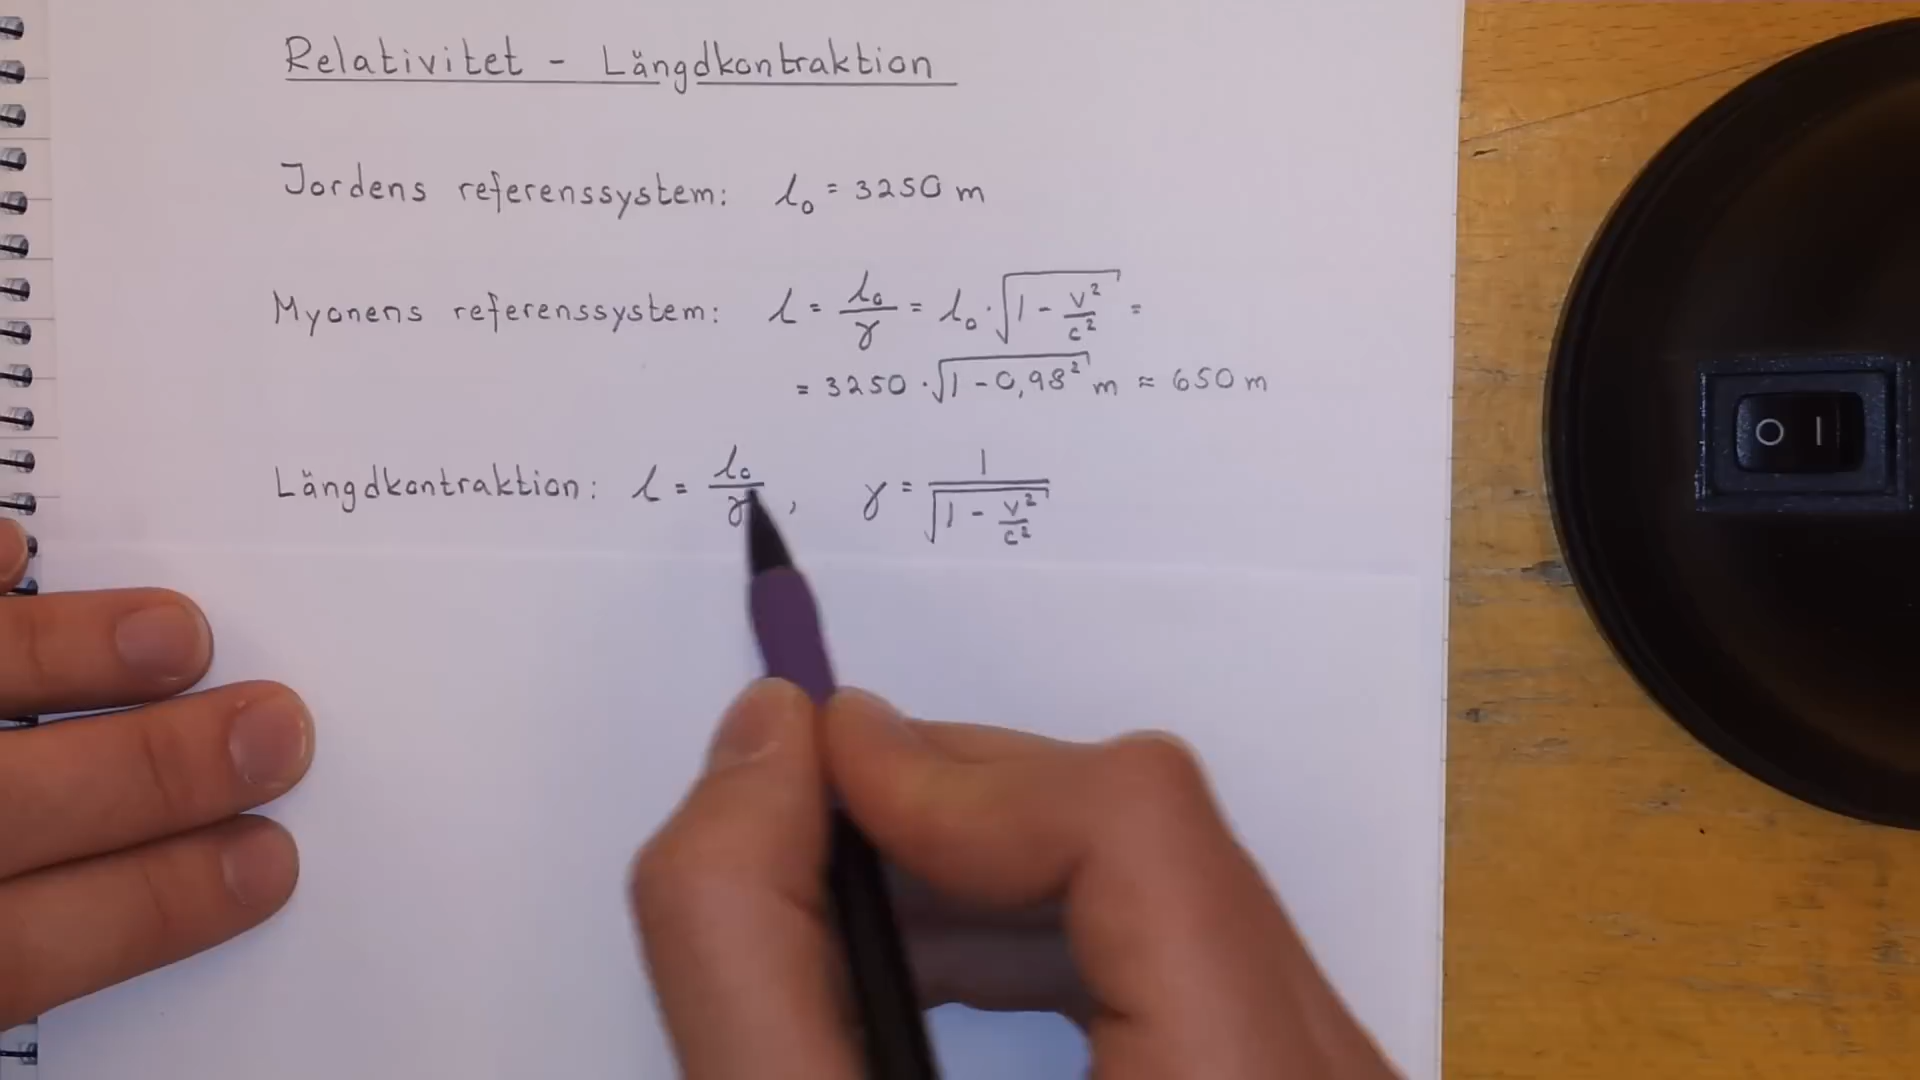 Relativitet - Längdkontraktion
Jordens referenssystem: l₀ = 3250 m
Myonens referenssystem: l = l₀/γ = l₀ · √(1 - v²/c²) =
= 3250 · √(1 - 0,98²) m ≈ 650 m
Längdkontraktion: l = l₀/γ , γ = 1/√(1 - v²/c²)
O I